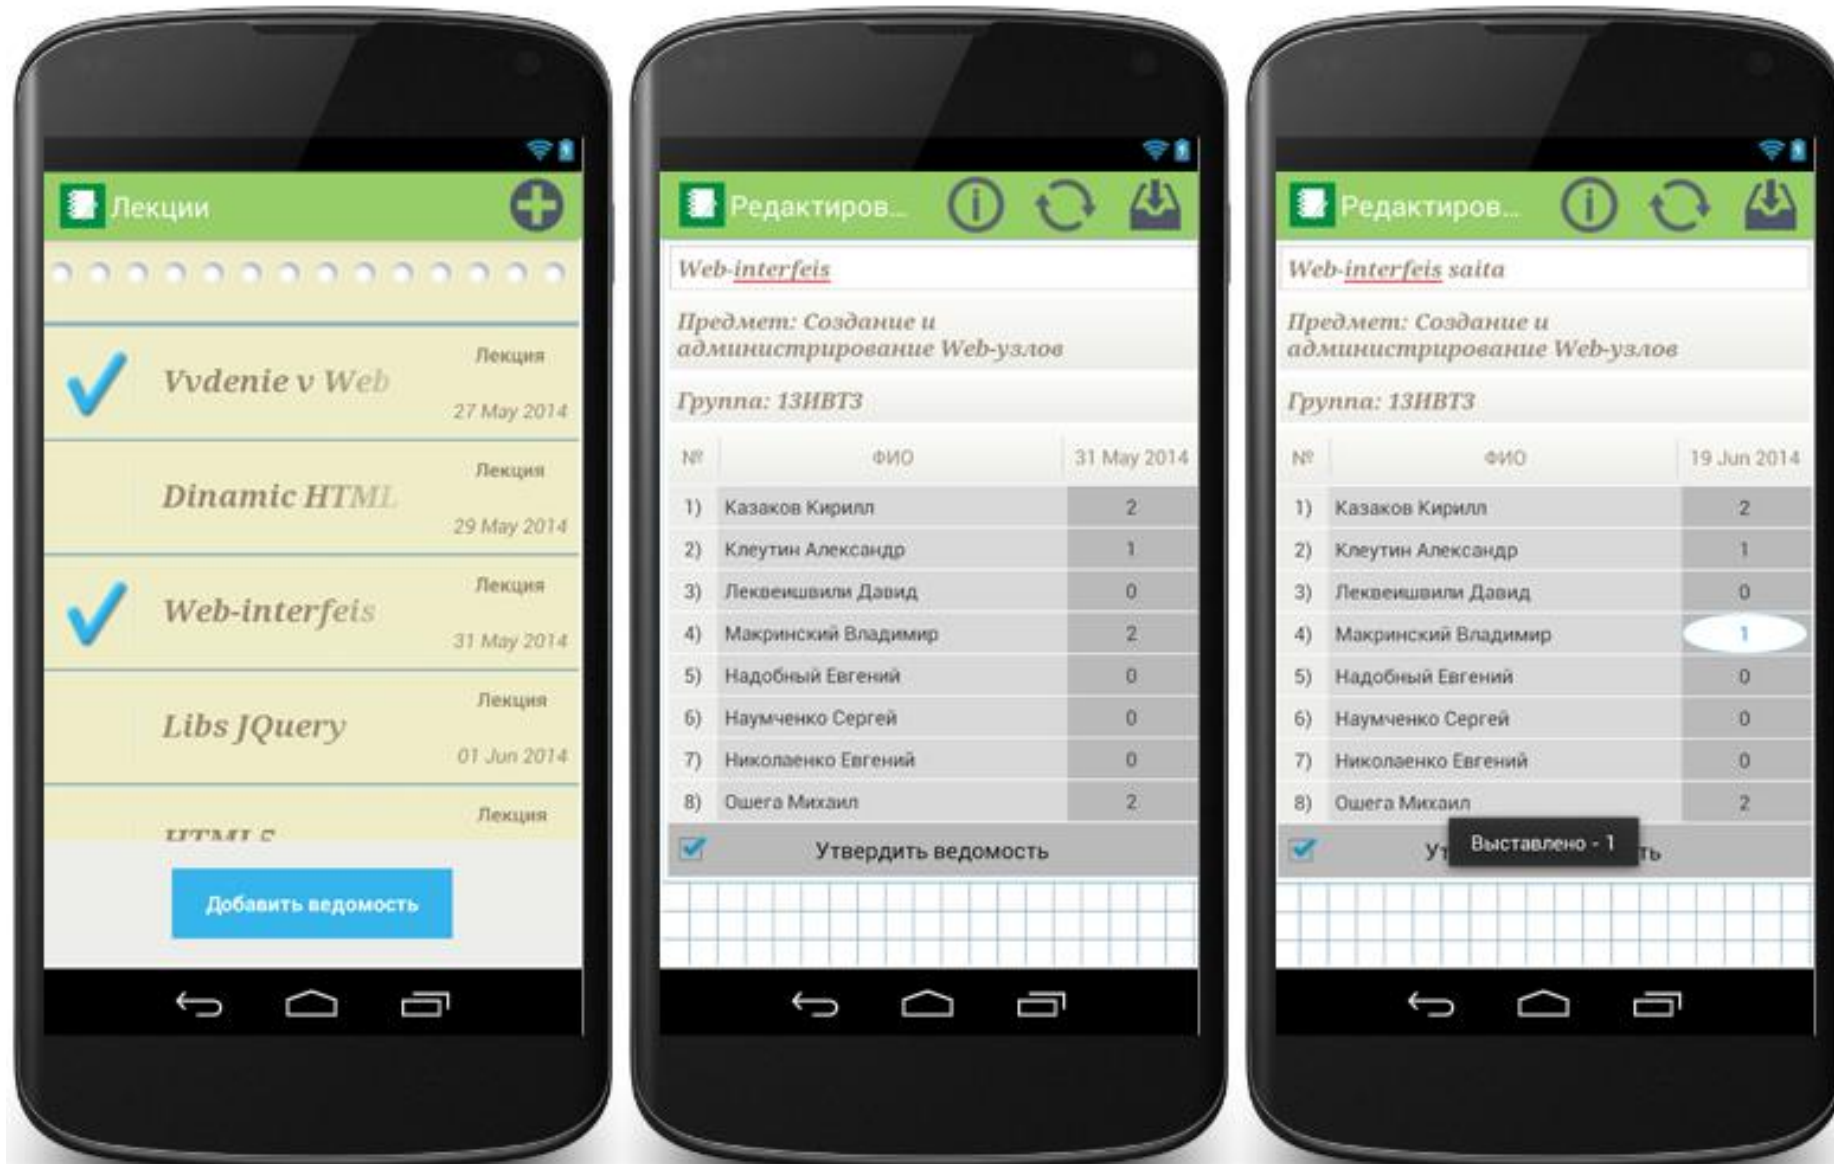 Лекции
Лекция
Vvdenie v Web
27 May 2014
Лекция
Dinamic HTML
29 May 2014
Лекция
Web-interfeis
31 May 2014
Лекция
Libs JQuery
01 Jun 2014
Лекция
HTML5
Добавить ведомость
Редактиров...
Web-interfeis
Предмет: Создание и
администрирование Web-узлов
Группа: 13ИВТЗ
№ ФИО 31 May 2014
1) Казаков Кирилл 2
2) Клеутин Александр 1
3) Леквеишвили Давид 0
4) Макринский Владимир 2
5) Надобный Евгений 0
6) Наумченко Сергей 0
7) Николаенко Евгений 0
8) Ошега Михаил 2
Утвердить ведомость
Редактиров...
Web-interfeis saita
Предмет: Создание и
администрирование Web-узлов
Группа: 13ИВТЗ
№ ФИО 19 Jun 2014
1) Казаков Кирилл 2
2) Клеутин Александр 1
3) Леквеишвили Давид 0
4) Макринский Владимир 1
5) Надобный Евгений 0
6) Наумченко Сергей 0
7) Николаенко Евгений 0
8) Ошега Михаил 2
Выставлено - 1